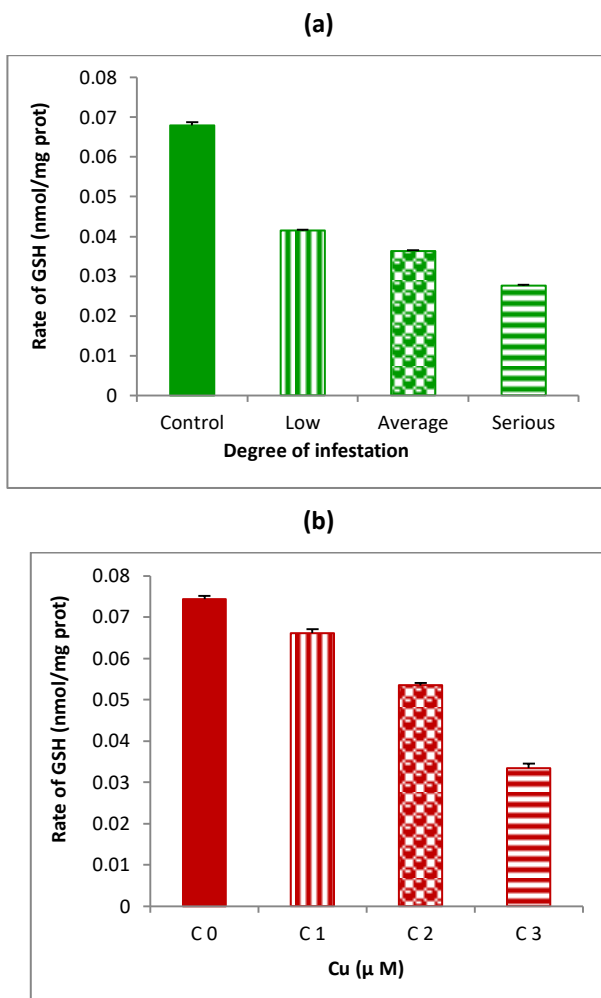 (a)
Rate of GSH (nmol/mg prot)
0.08
0.07
0.06
0.05
0.04
0.03
0.02
0.01
0
Control Low Average Serious
Degree of infestation
(b)
Rate of GSH (nmol/mg prot)
0.08
0.07
0.06
0.05
0.04
0.03
0.02
0.01
0
C 0 C 1 C 2 C 3
Cu (µ M)